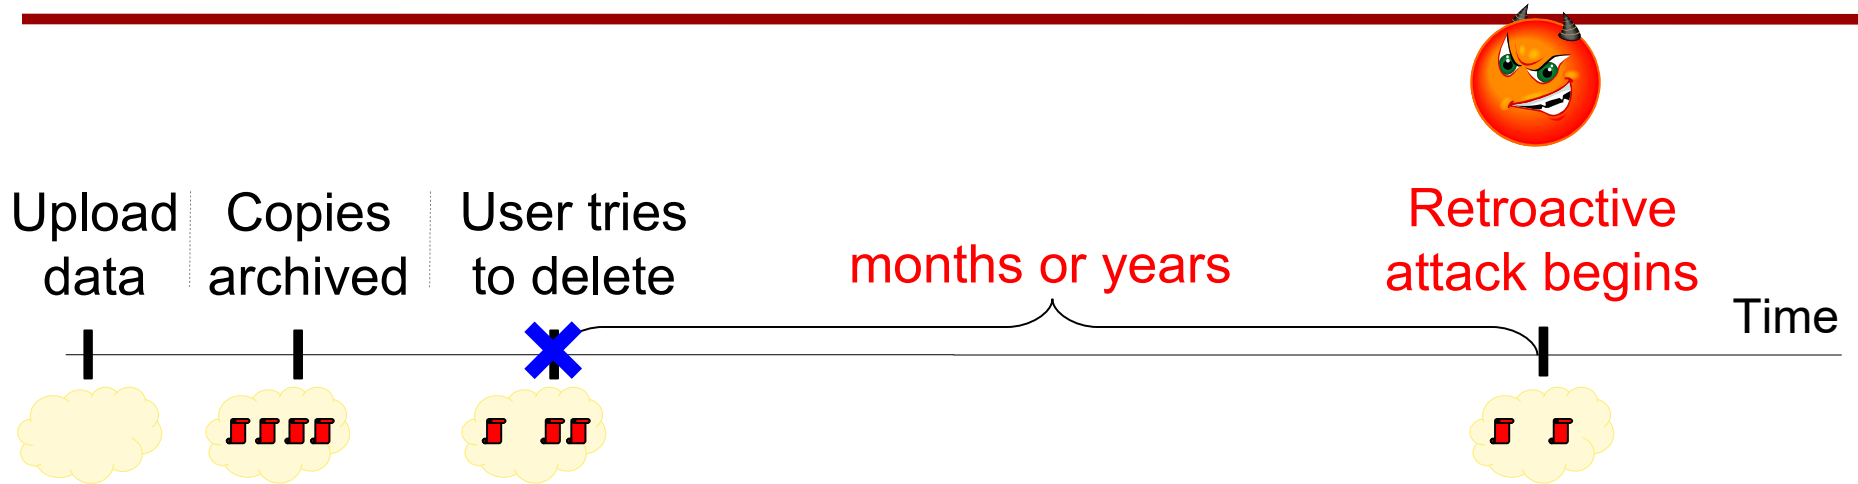 Upload
data
Copies
archived
User tries
to delete
months or years
Retroactive
attack begins
Time